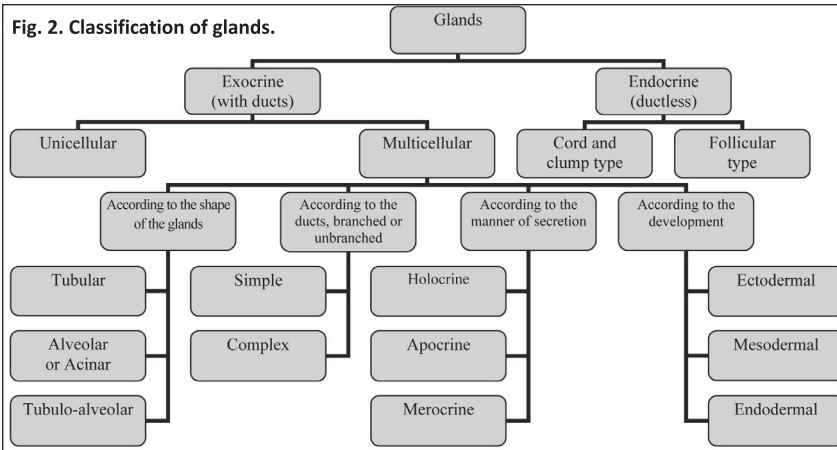 Fig. 2. Classification of glands.
Glands
Exocrine
(with ducts)
Endocrine
(ductless)
Unicellular
Multicellular
Cord and
clump type
Follicular
type
According to the shape
of the glands
According to the
ducts, branched or
unbranched
According to the
manner of secretion
According to the
development
Tubular
Simple
Holocrine
Ectodermal
Alveolar
or Acinar
Complex
Apocrine
Mesodermal
Tubulo-alveolar
Merocrine
Endodermal